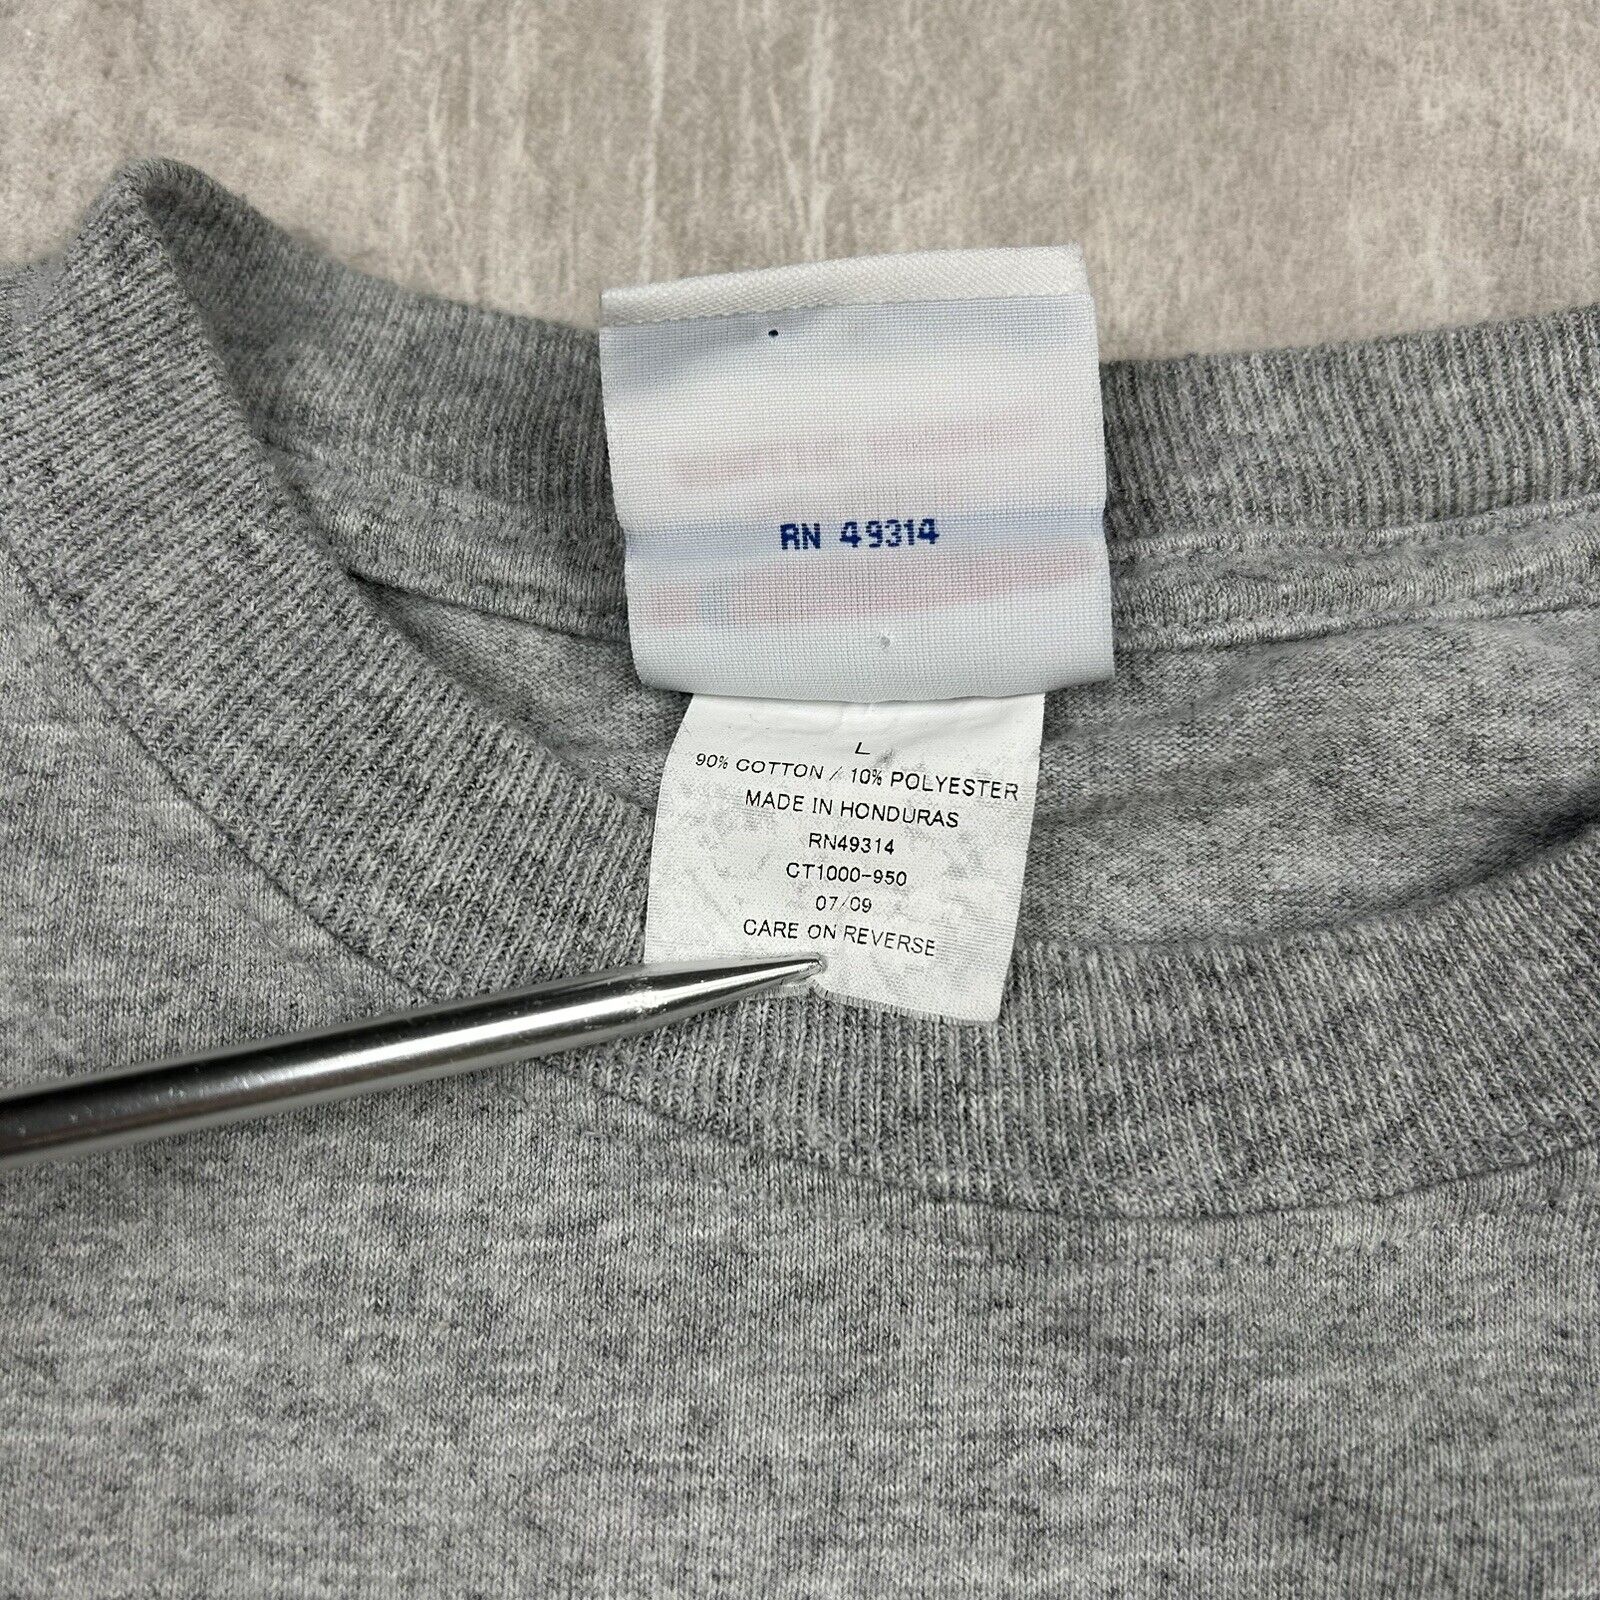 RN 49314
L
90% COTTON / 10% POLYESTER
MADE IN HONDURAS
RN49314
CT1000-950
07/09
CARE ON REVERSE